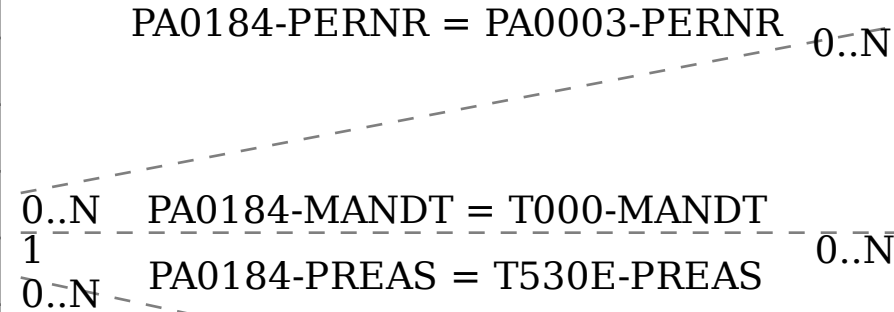 PA0184-PERNR = PA0003-PERNR
0..N
0..N
PA0184-MANDT = T000-MANDT
1
0..N
PA0184-PREAS = T530E-PREAS
0..N